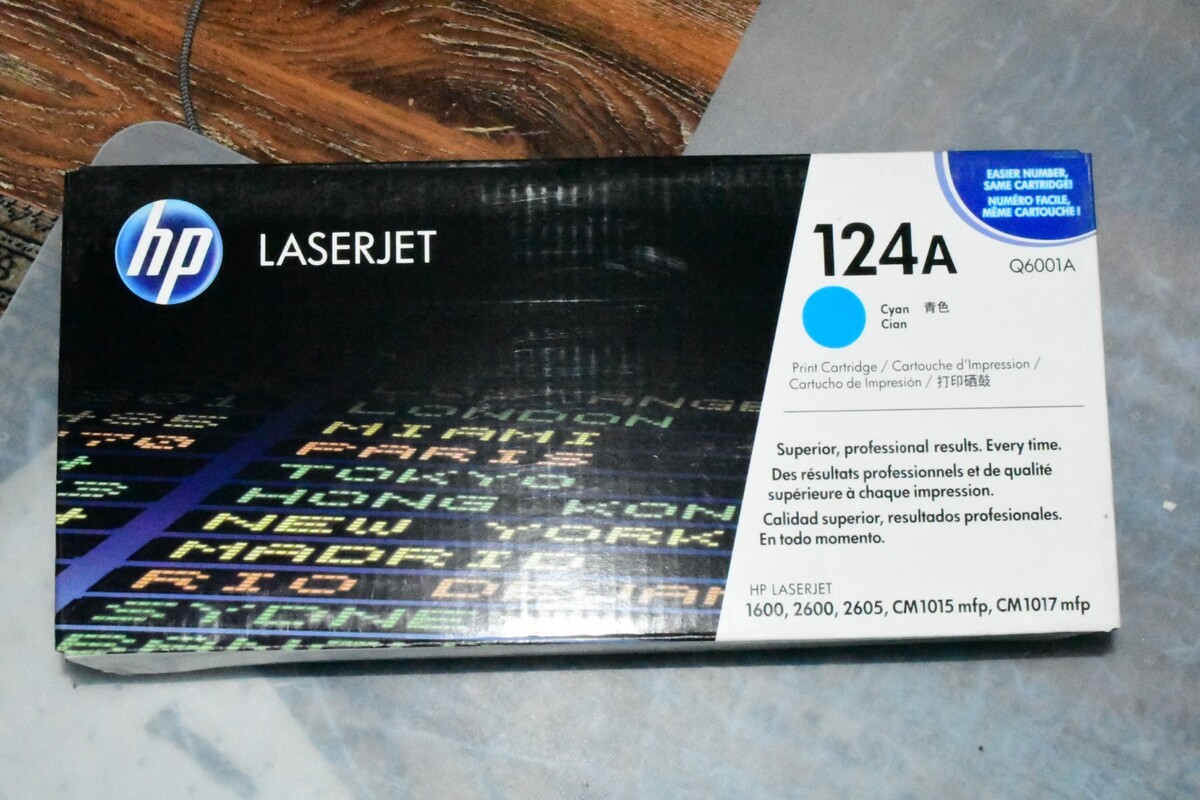 hp
LASERJET
EASIER NUMBER,
SAME CARTRIDGE!
NUMÉRO FACILE,
MÊME CARTOUCHE!
124A
Q6001A
Cyan 青色
Cian
Print Cartridge / Cartouche d'Impression /
Cartucho de Impresión / 打印硒鼓
Superior, professional results. Every time.
Des résultats professionnels et de qualité
supérieure à chaque impression.
Calidad superior, resultados profesionales.
En todo momento.
HP LASERJET
1600, 2600, 2605, CM1015 mfp, CM1017 mfp
LONDON
MIAMI
PARIS
TOKYO
HONG KON
NEW YORK
MADRID
RIO
SYDNE